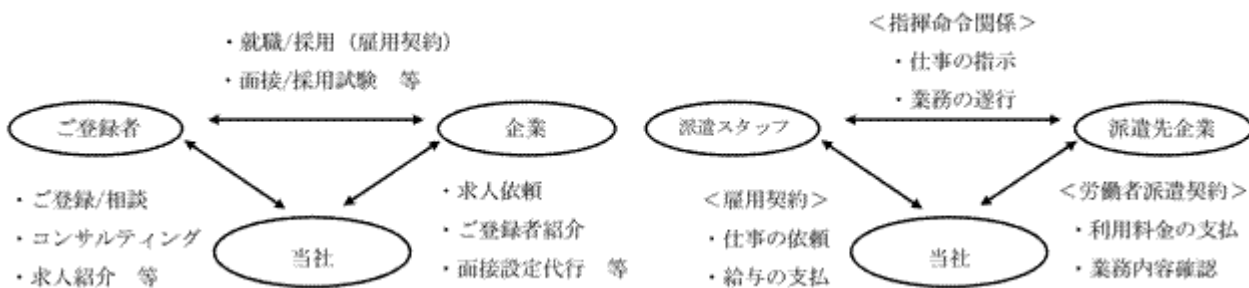 ・就職/採用（雇用契約）
・面接/採用試験　等
ご登録者
企業
・ご登録/相談
・コンサルティング
・求人紹介　等
当社
・求人依頼
・ご登録者紹介
・面接設定代行　等
＜指揮命令関係＞
・仕事の指示
・業務の遂行
派遣スタッフ
派遣先企業
＜雇用契約＞
・仕事の依頼
・給与の支払
当社
＜労働者派遣契約＞
・利用料金の支払
・業務内容確認